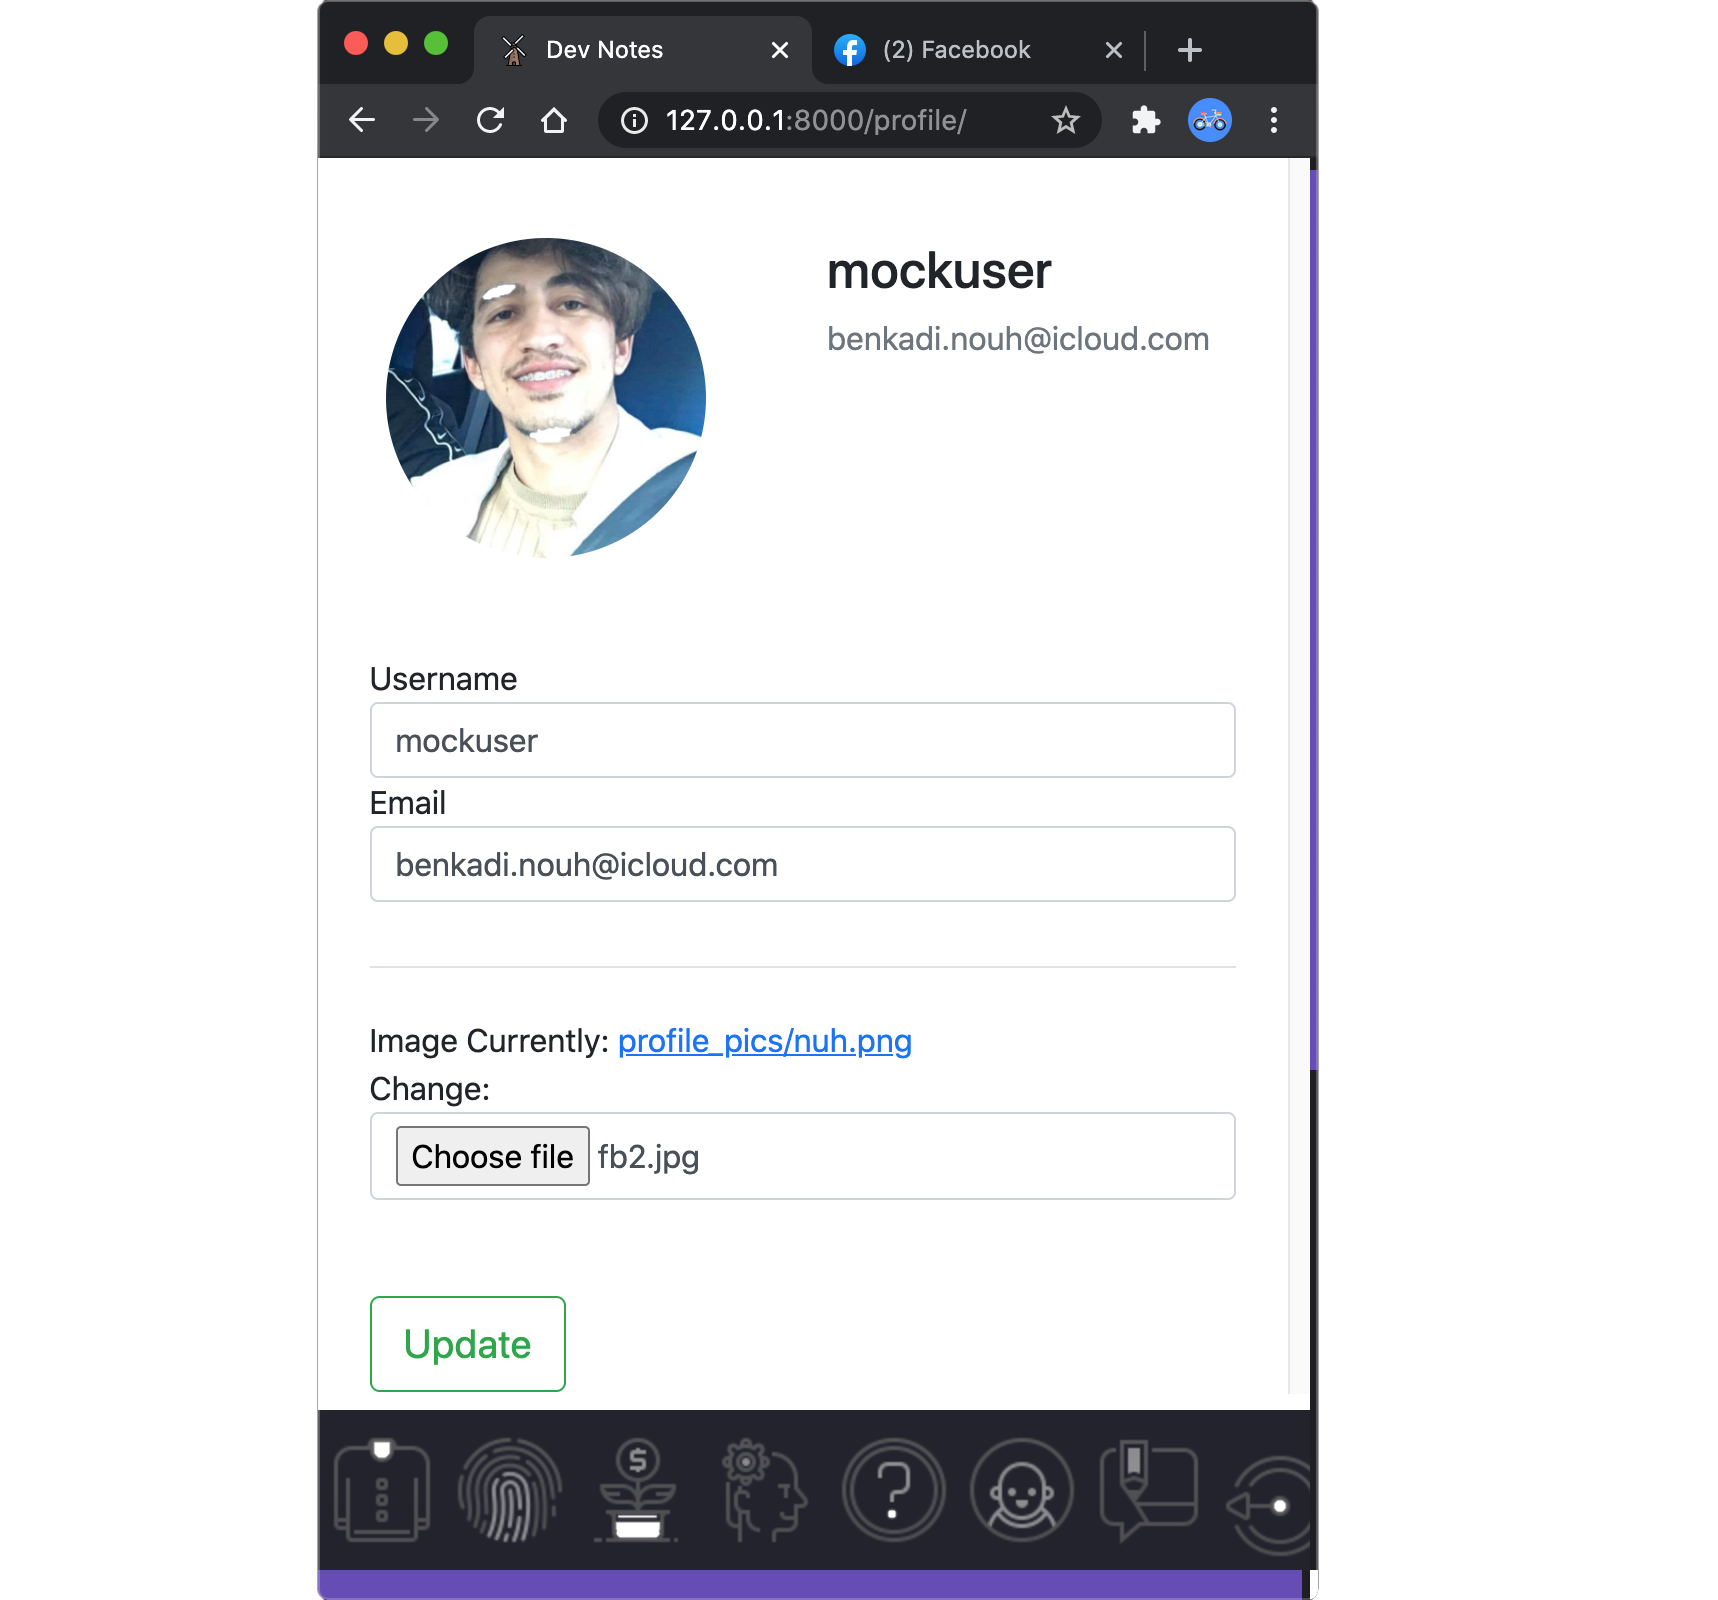 Dev Notes
(2) Facebook
127.0.0.1:8000/profile/
mockuser
benkadi.nouh@icloud.com
Username
mockuser
Email
benkadi.nouh@icloud.com
Image Currently: profile_pics/nuh.png
Change:
Choose file fb2.jpg
Update
$
?